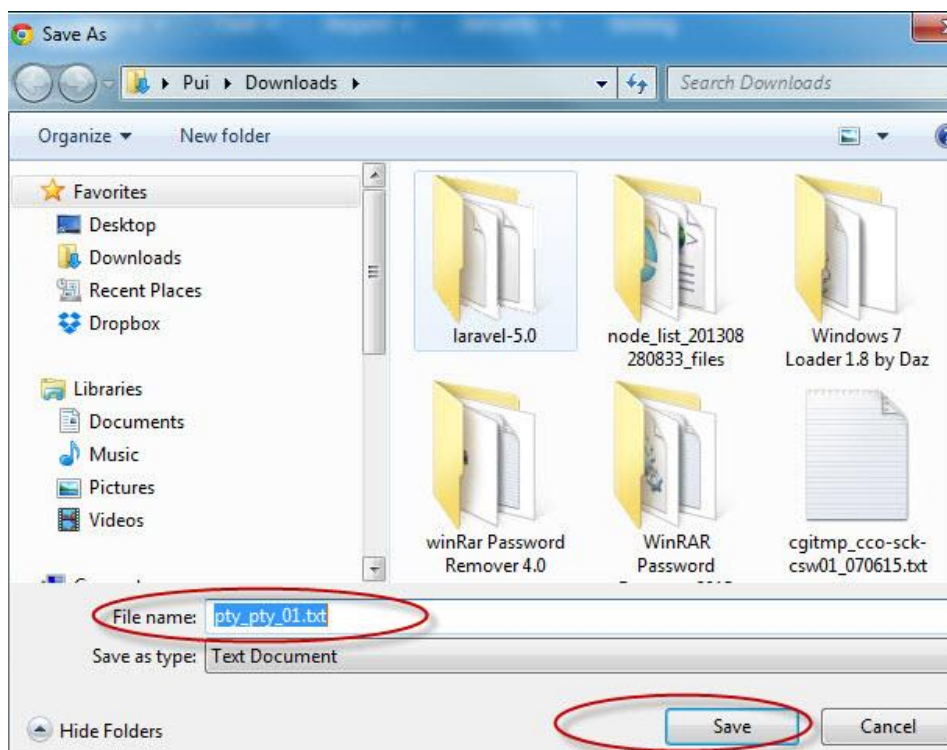 Save As
Pui Downloads
Search Downloads
Organize New folder
Favorites
Desktop
Downloads
Recent Places
Dropbox
Libraries
Documents
Music
Pictures
Videos
laravel-5.0
node_list_201308
280833_files
Windows 7
Loader 1.8 by Daz
winRar Password
Remover 4.0
WinRAR
Password
cgitmp_cco-sck-
csw01_070615.txt
File name: pty_pty_01.txt
Save as type: Text Document
Hide Folders
Save
Cancel